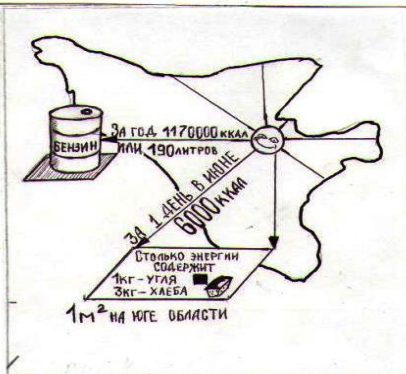 ЗА ГОД 1170000 ККАЛ
ИЛИ 190 ЛИТРОВ
БЕНЗИН
ЗА 1 ДЕНЬ В ИЮНЕ
6000 ККАЛ
СТОЛЬКО ЭНЕРГИИ
СОДЕРЖИТ
1КГ-УГЛЯ
3КГ-ХЛЕБА
1М² НА ЮГЕ ОБЛАСТИ